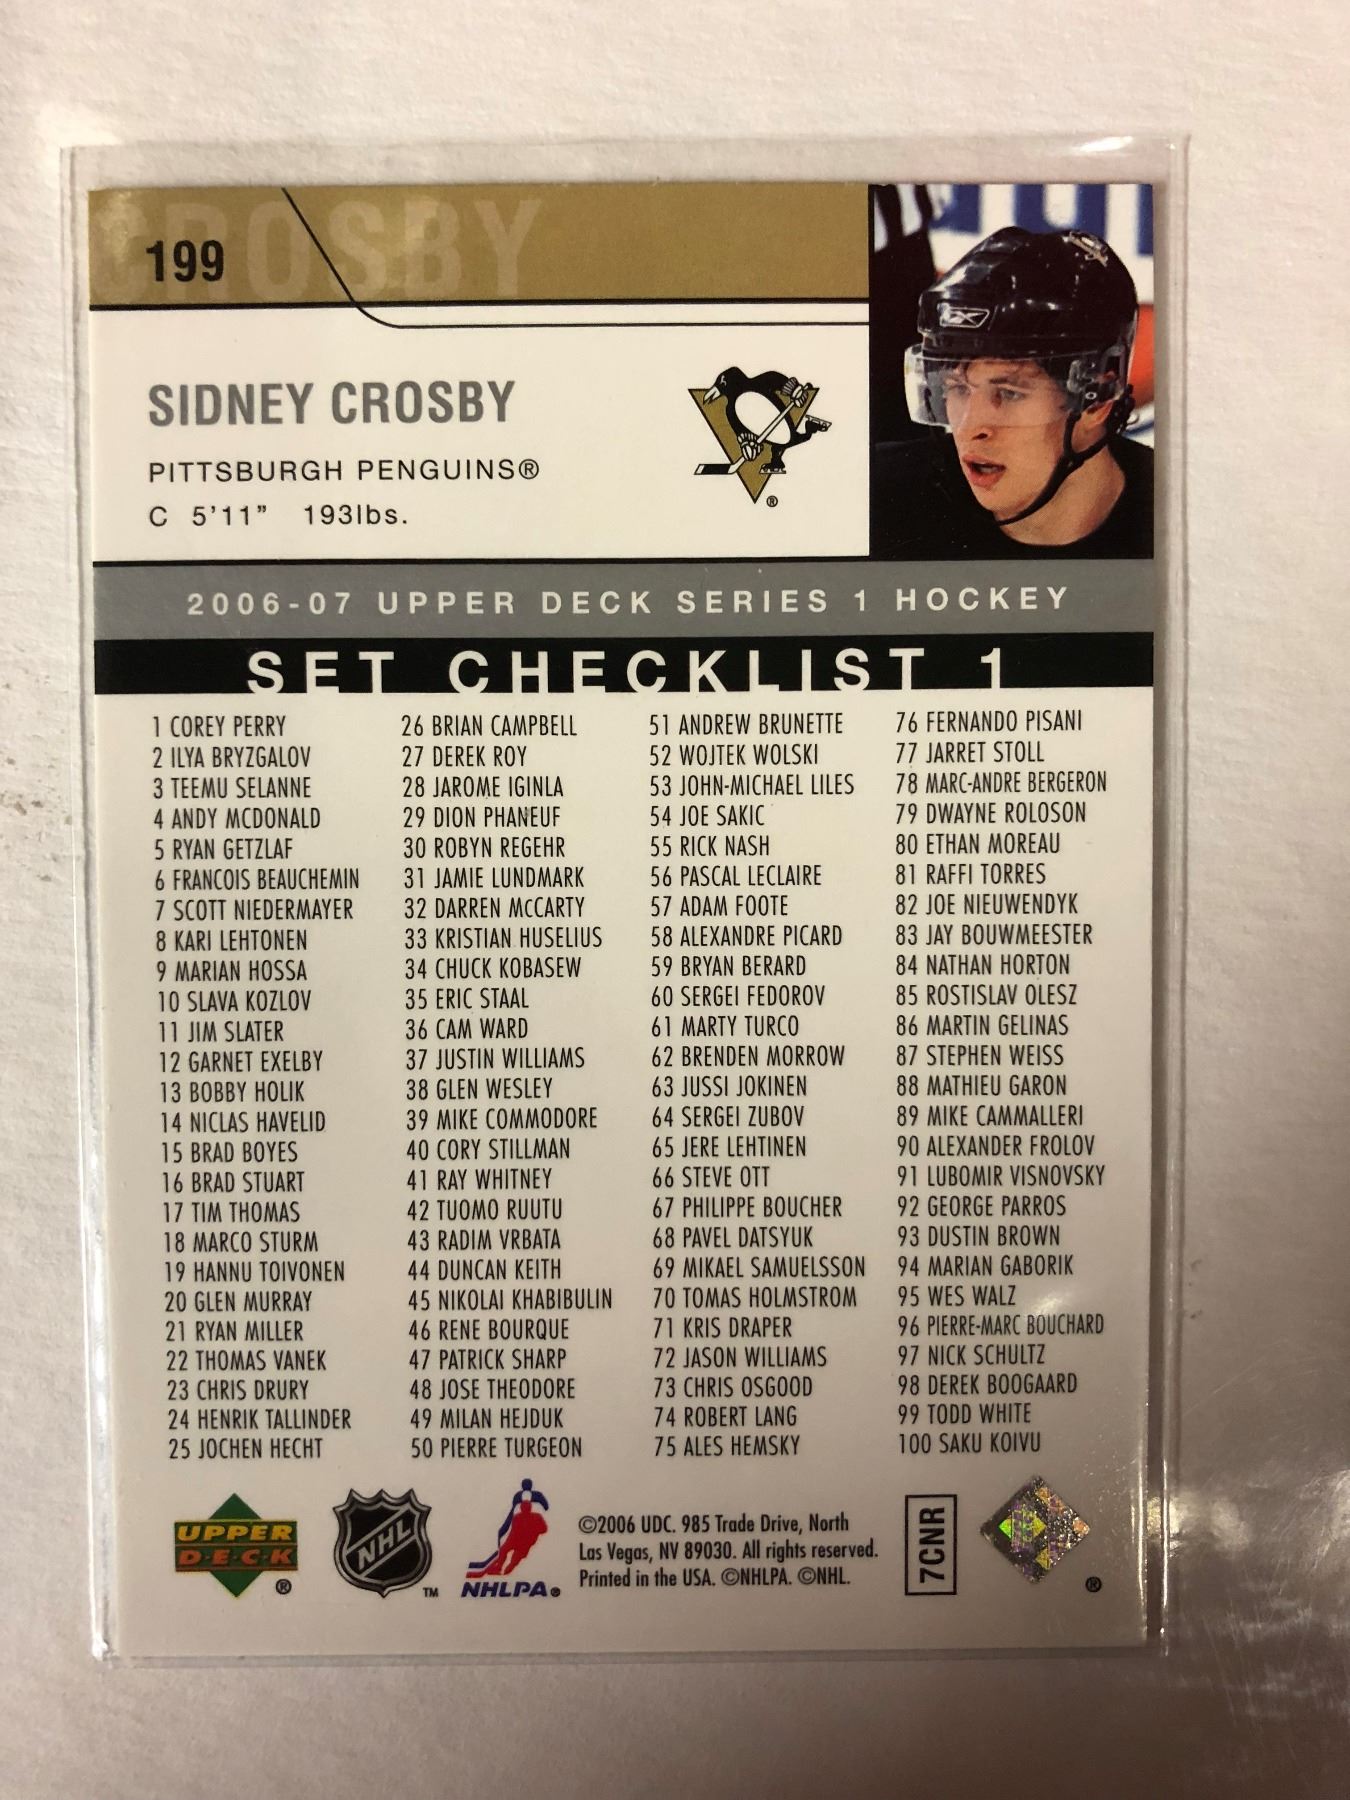 CROSBY
199
SIDNEY CROSBY
PITTSBURGH PENGUINS®
C 5'11" 193lbs.
2006-07 UPPER DECK SERIES 1 HOCKEY
SET CHECKLIST 1
1 COREY PERRY
2 ILYA BRYZGALOV
3 TEEMU SELANNE
4 ANDY MCDONALD
5 RYAN GETZLAF
6 FRANCOIS BEAUCHEMIN
7 SCOTT NIEDERMAYER
8 KARI LEHTONEN
9 MARIAN HOSSA
10 SLAVA KOZLOV
11 JIM SLATER
12 GARNET EXELBY
13 BOBBY HOLIK
14 NICLAS HAVELID
15 BRAD BOYES
16 BRAD STUART
17 TIM THOMAS
18 MARCO STURM
19 HANNU TOIVONEN
20 GLEN MURRAY
21 RYAN MILLER
22 THOMAS VANEK
23 CHRIS DRURY
24 HENRIK TALLINDER
25 JOCHEN HECHT
26 BRIAN CAMPBELL
27 DEREK ROY
28 JAROME IGINLA
29 DION PHANEUF
30 ROBYN REGEHR
31 JAMIE LUNDMARK
32 DARREN McCARTY
33 KRISTIAN HUSELIUS
34 CHUCK KOBASEW
35 ERIC STAAL
36 CAM WARD
37 JUSTIN WILLIAMS
38 GLEN WESLEY
39 MIKE COMMODORE
40 CORY STILLMAN
41 RAY WHITNEY
42 TUOMO RUUTU
43 RADIM VRBATA
44 DUNCAN KEITH
45 NIKOLAI KHABIBULIN
46 RENE BOURQUE
47 PATRICK SHARP
48 JOSE THEODORE
49 MILAN HEJDUK
50 PIERRE TURGEON
51 ANDREW BRUNETTE
52 WOJTEK WOLSKI
53 JOHN-MICHAEL LILES
54 JOE SAKIC
55 RICK NASH
56 PASCAL LECLAIRE
57 ADAM FOOTE
58 ALEXANDRE PICARD
59 BRYAN BERARD
60 SERGEI FEDOROV
61 MARTY TURCO
62 BRENDEN MORROW
63 JUSSI JOKINEN
64 SERGEI ZUBOV
65 JERE LEHTINEN
66 STEVE OTT
67 PHILIPPE BOUCHER
68 PAVEL DATSYUK
69 MIKAEL SAMUELSSON
70 TOMAS HOLMSTROM
71 KRIS DRAPER
72 JASON WILLIAMS
73 CHRIS OSGOOD
74 ROBERT LANG
75 ALES HEMSKY
76 FERNANDO PISANI
77 JARRET STOLL
78 MARC-ANDRE BERGERON
79 DWAYNE ROLOSON
80 ETHAN MOREAU
81 RAFFI TORRES
82 JOE NIEUWENDYK
83 JAY BOUWMEESTER
84 NATHAN HORTON
85 ROSTISLAV OLESZ
86 MARTIN GELINAS
87 STEPHEN WEISS
88 MATHIEU GARON
89 MIKE CAMMALLERI
90 ALEXANDER FROLOV
91 LUBOMIR VISNOVSKY
92 GEORGE PARROS
93 DUSTIN BROWN
94 MARIAN GABORIK
95 WES WALZ
96 PIERRE-MARC BOUCHARD
97 NICK SCHULTZ
98 DEREK BOOGAARD
99 TODD WHITE
100 SAKU KOIVU
UPPER
D·E·C·K
®
NHL
™
NHLPA®
©2006 UDC. 985 Trade Drive, North
Las Vegas, NV 89030. All rights reserved.
Printed in the USA. ©NHLPA. ©NHL.
7CNR
®